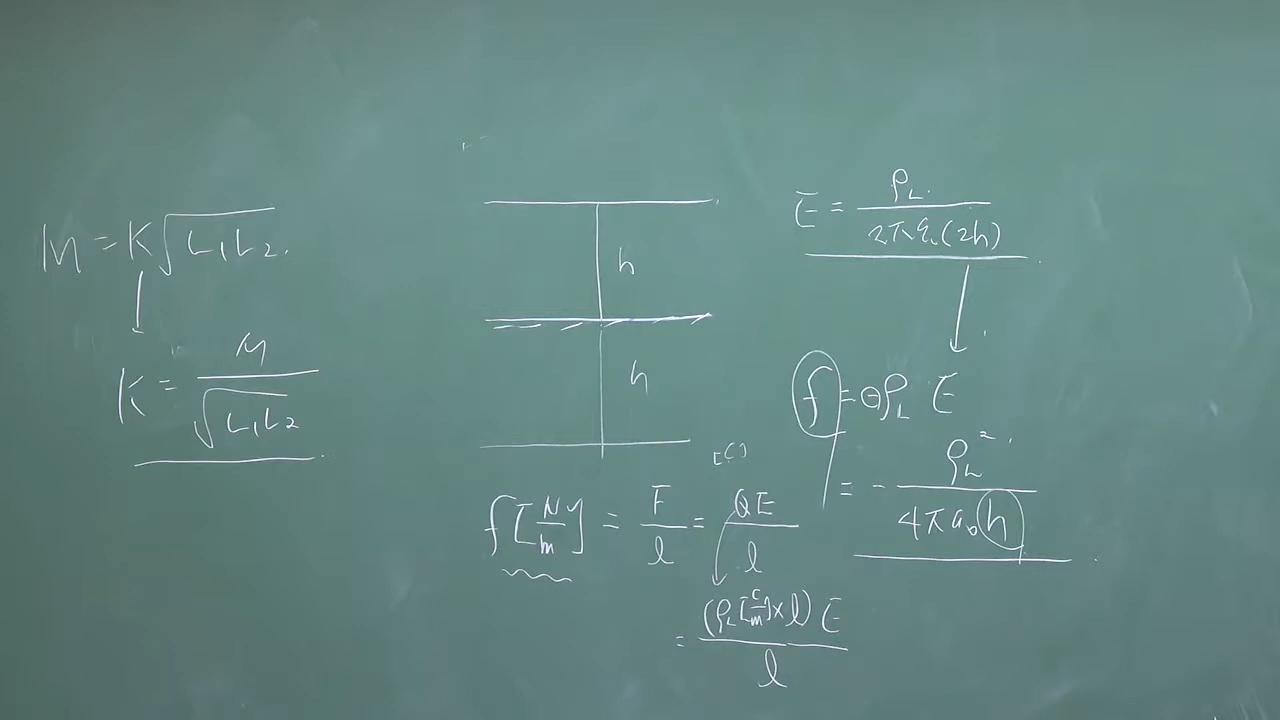 M = K√L₁L₂.
K = M / √L₁L₂
h
h
E = ρL / 2πε₀(2h)
f = ⊖ρL E
= - ρL² / 4πε₀h
[C]
f[N/m] = F/l = QE/l
= (ρL[C/m]×l)E / l